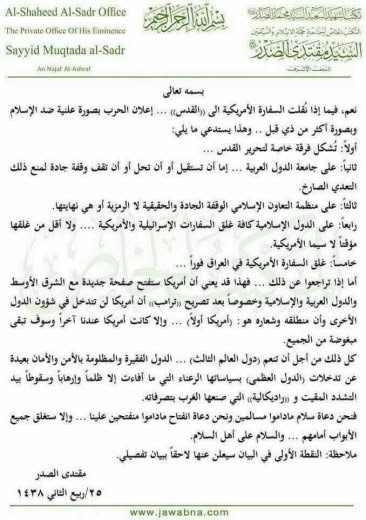 Al-Shaheed Al-Sadr Office
The Private Office Of His Eminence
Sayyid Muqtada al-Sadr
An Najaf Al-Ashraf
بسم الله الرحمن الرحيم
السيد مقتدى الصدر
النجف الأشرف
بسمه تعالى
نعم، فيما إذا نُقلت السفارة الأمريكية الى ((القدس)) ... إعلان الحرب بصورة علنية ضد الإسلام
وبصورة أكثر من ذي قبل .. وهذا يستدعي ما يلي:
أولاً: تُشكل فرقة خاصة لتحرير القدس ...
ثانياً: على جامعة الدول العربية ... إما أن تستقيل أو أن تحل أو أن تقف وقفة جادة لمنع ذلك
التعدي الصارخ.
ثالثاً: على منظمة التعاون الإسلامي الوقفة الجادة والحقيقية لا الرمزية أو هي نهايتها.
رابعاً: على الدول الإسلامية كافة غلق السفارات الإسرائيلية والأمريكية .... ولا أقل من غلقها
مؤقتاً لا سيما الأمريكية.
خامساً: غلق السفارة الأمريكية في العراق فوراً ...
أما إذا تراجعوا عن ذلك ... فهذا قد يعني أن أمريكا ستفتح صفحة جديدة مع الشرق الأوسط
والدول العربية والإسلامية وخصوصاً بعد تصريح ((ترامب)) أن أمريكا لن تتدخل في شؤون الدول
الأخرى وأن منطلقه وشعاره هو: (أمريكا أولاً) ... وإلا كانت أمريكا عندنا آخراً وسوف تبقى
مبغوضة من الجميع.
كل ذلك من أجل أن تنعم (دول العالم الثالث) ... الدول الفقيرة والمظلومة بالأمن والأمان بعيدة
عن تدخلات (الدول العظمى) بسياساتها الرعناء التي ما أفاءت إلا ظلماً وإرهاباً وسقوطاً بيد
التشدد المقيت و (راديكالية) التي صنعها الغرب بتصرفاته.
فنحن دعاة سلام ماداموا مسالمين ونحن دعاة انفتاح ماداموا منفتحين علينا ... وإلا ستغلق جميع
الأبواب أمامهم ... والسلام على أهل السلام.
ملاحظة: النقطة الأولى في البيان سيعلن عنها لاحقاً ببيان تفصيلي.
مقتدى الصدر
٢٥/ربيع الثاني ١٤٣٨
www.jawabna.com